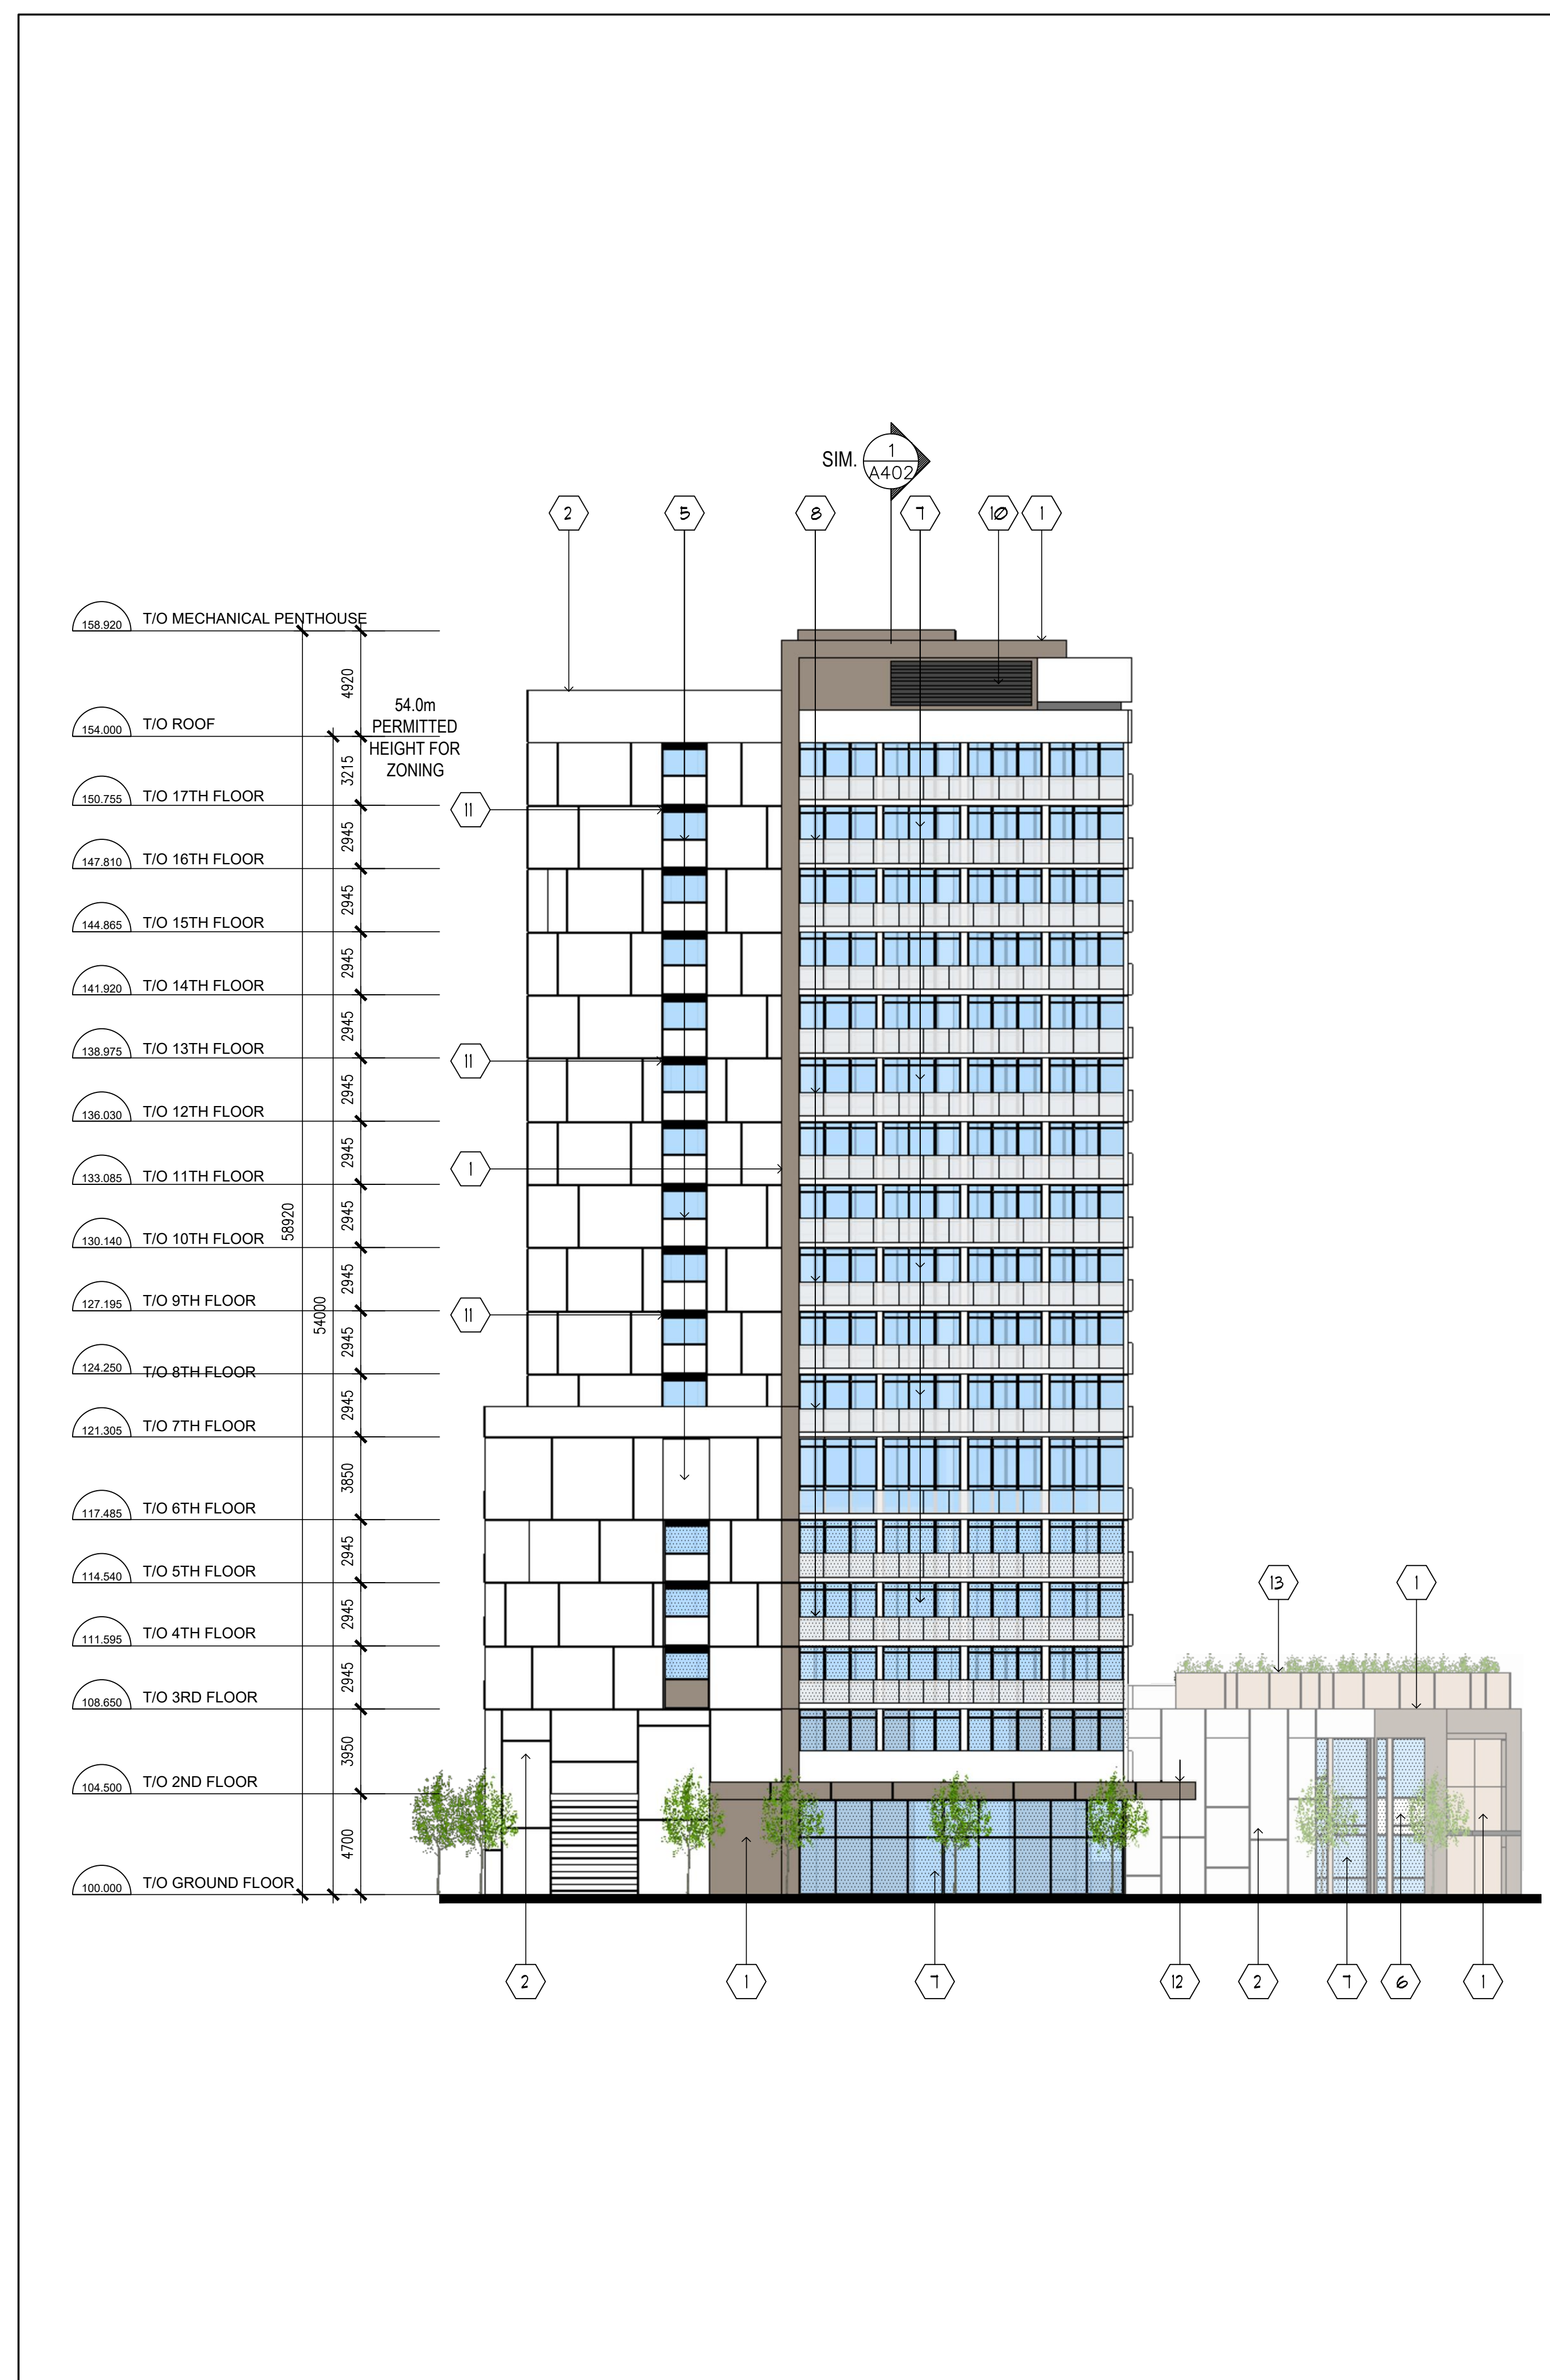 SIM.
1
A402
2
5
8
7
10
1
158.920 T/O MECHANICAL PENTHOUSE
4920
54.0m
PERMITTED
HEIGHT FOR
ZONING
154.000 T/O ROOF
3215
150.755 T/O 17TH FLOOR
11
2945
147.810 T/O 16TH FLOOR
2945
144.865 T/O 15TH FLOOR
2945
141.920 T/O 14TH FLOOR
2945
138.975 T/O 13TH FLOOR
11
2945
136.030 T/O 12TH FLOOR
2945
133.085 T/O 11TH FLOOR
1
2945
58920
130.140 T/O 10TH FLOOR
2945
127.195 T/O 9TH FLOOR
54000
11
2945
124.250 T/O 8TH FLOOR
2945
121.305 T/O 7TH FLOOR
3850
117.485 T/O 6TH FLOOR
2945
114.540 T/O 5TH FLOOR
13
1
2945
111.595 T/O 4TH FLOOR
2945
108.650 T/O 3RD FLOOR
3950
104.500 T/O 2ND FLOOR
4700
100.000 T/O GROUND FLOOR
2
1
7
12
2
7
6
1